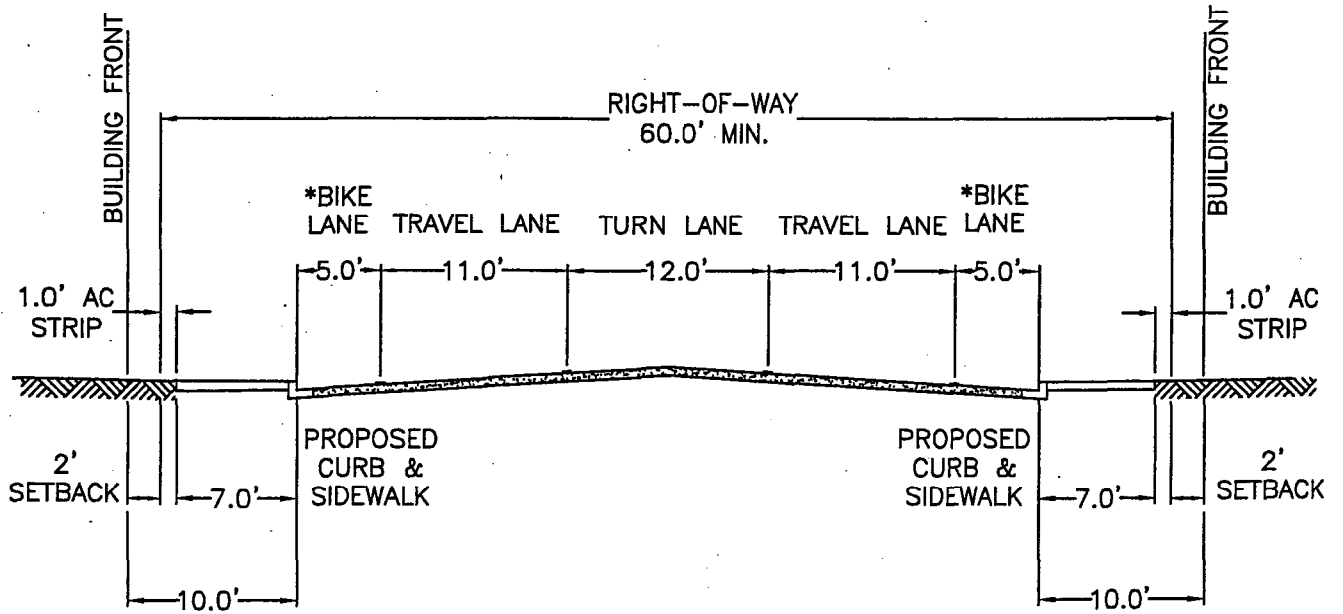 BUILDING FRONT
BUILDING FRONT
RIGHT-OF-WAY
60.0' MIN.
*BIKE
LANE
TRAVEL LANE
TURN LANE
TRAVEL LANE
*BIKE
LANE
5.0'
11.0'
12.0'
11.0'
5.0'
1.0' AC
STRIP
1.0' AC
STRIP
PROPOSED
CURB &
SIDEWALK
PROPOSED
CURB &
SIDEWALK
2'
SETBACK
7.0'
7.0'
2'
SETBACK
10.0'
10.0'